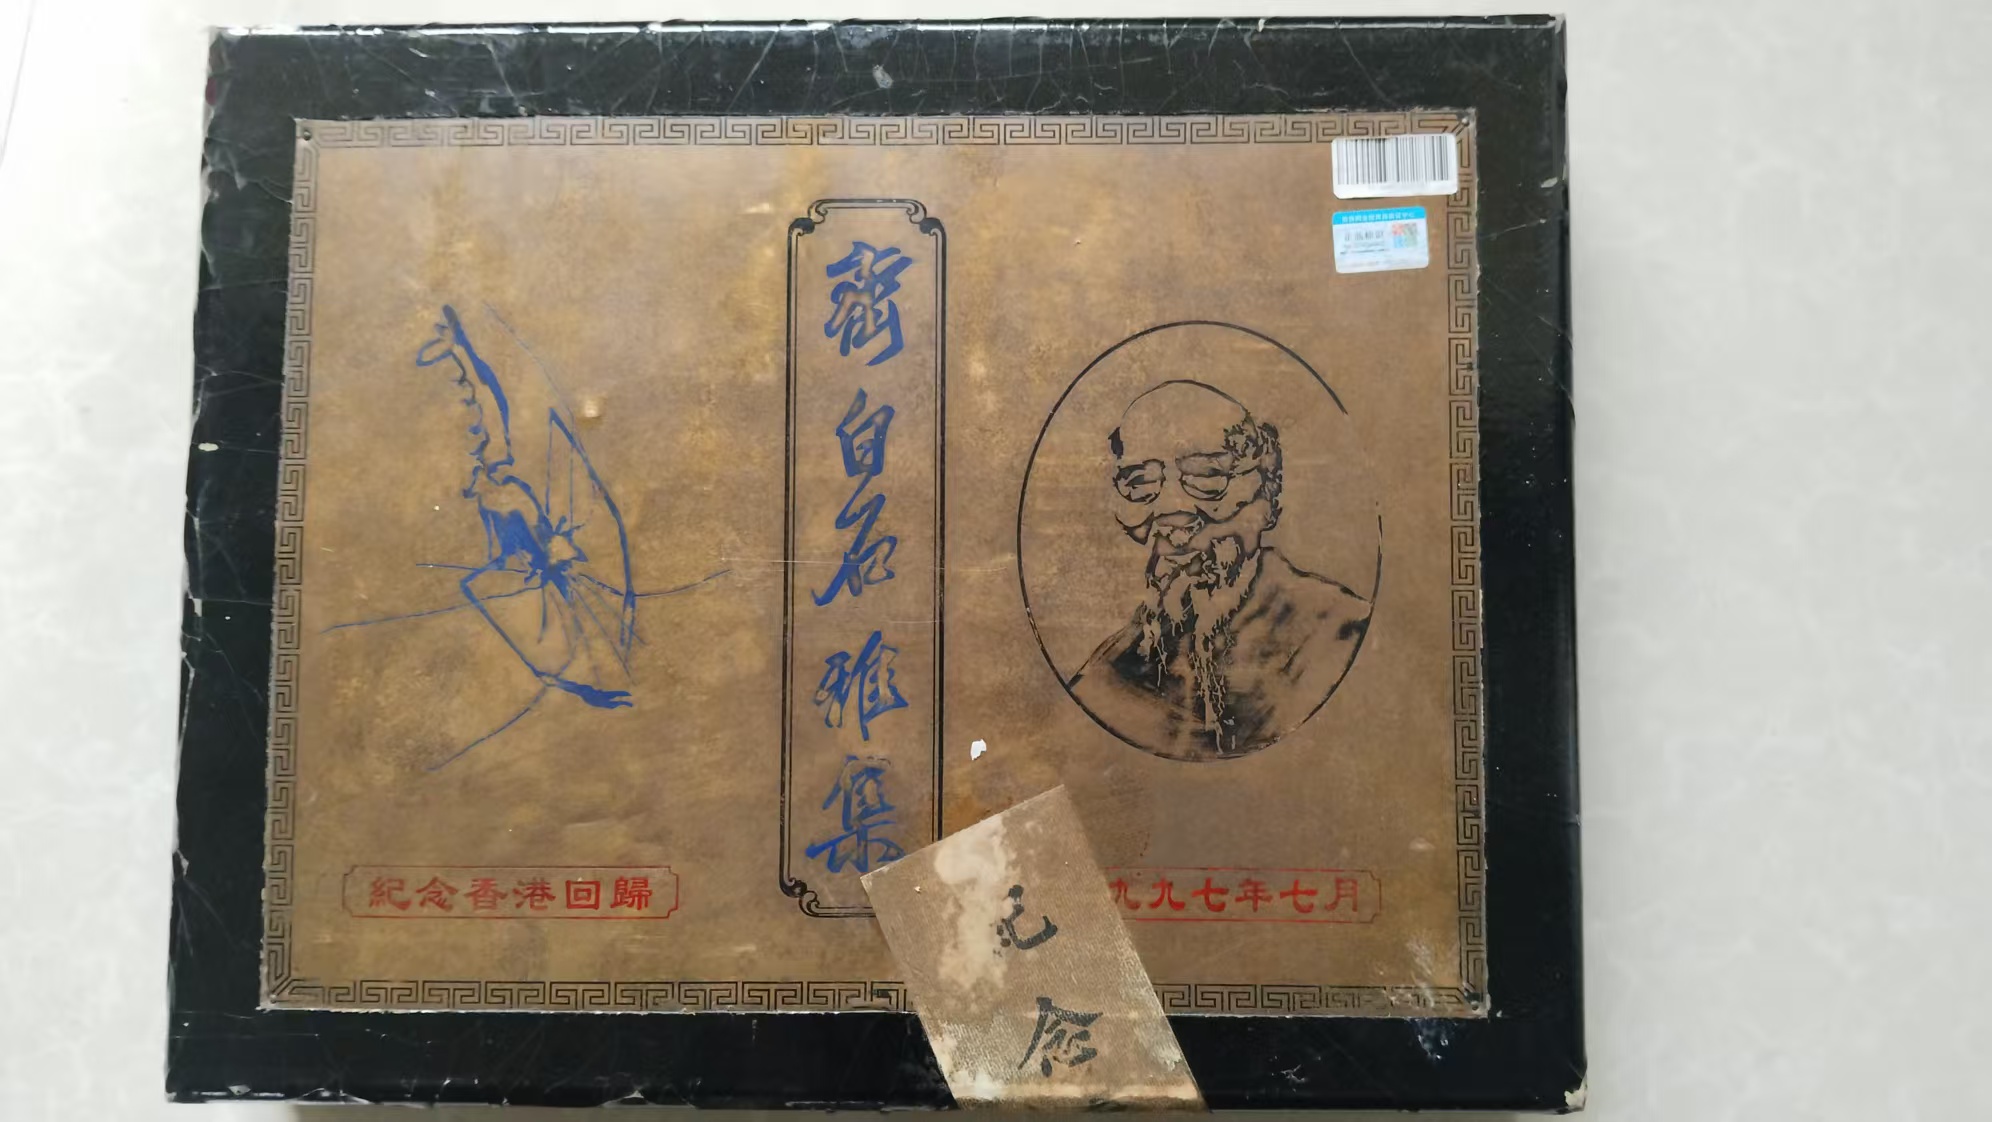 齊白石雅集
紀念香港回歸
九九七年七月
念